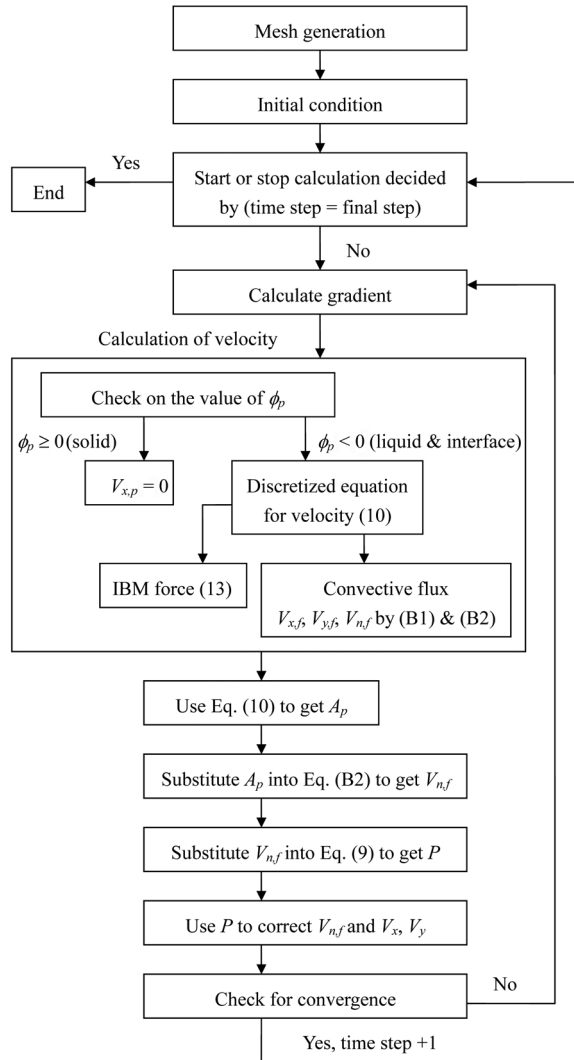 Mesh generation
Initial condition
Yes
Start or stop calculation decided
by (time step = final step)
End
No
Calculate gradient
Calculation of velocity
Check on the value of ϕp
ϕp ≥ 0 (solid)
ϕp < 0 (liquid & interface)
Vx,p = 0
Discretized equation
for velocity (10)
IBM force (13)
Convective flux
Vx,f, Vy,f, Vn,f by (B1) & (B2)
Use Eq. (10) to get Ap
Substitute Ap into Eq. (B2) to get Vn,f
Substitute Vn,f into Eq. (9) to get P
Use P to correct Vn,f and Vx, Vy
No
Check for convergence
Yes, time step +1